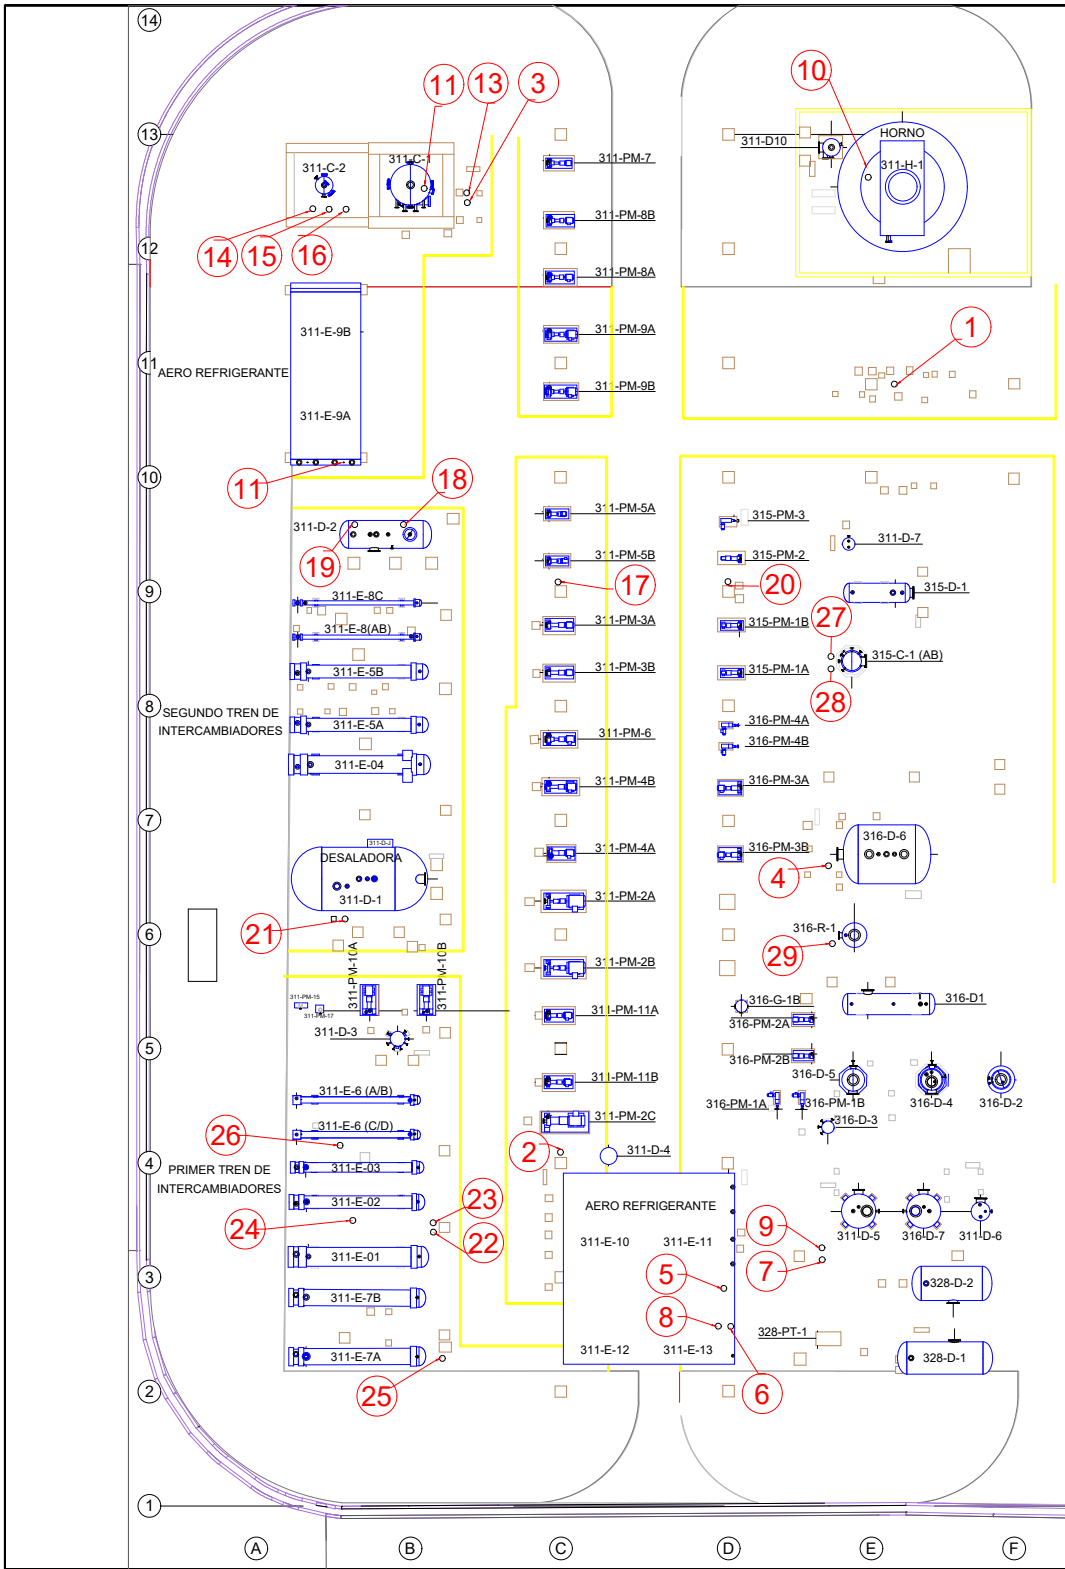 14
10
11
13
3
13
HORNO
311-D10
311-C-1
311-PM-7
311-C-2
311-H-1
311-PM-8B
12
14
15
16
311-PM-8A
311-E-9B
311-PM-9A
1
11
AERO REFRIGERANTE
311-PM-9B
311-E-9A
10
11
18
311-PM-5A
315-PM-3
311-D-2
311-D-7
19
311-PM-5B
315-PM-2
17
20
9
311-E-8C
315-D-1
27
311-PM-3A
315-PM-1B
311-E-8(AB)
315-C-1 (AB)
311-E-5B
311-PM-3B
315-PM-1A
28
8
SEGUNDO TREN DE
INTERCAMBIADORES
311-E-5A
316-PM-4A
311-PM-6
316-PM-4B
311-E-04
311-PM-4B
316-PM-3A
7
311-D-J
316-D-6
DESALADORA
311-PM-4A
316-PM-3B
4
311-D-1
311-PM-2A
6
21
316-R-1
29
311-PM-10A
311-PM-10B
311-PM-2B
311-PM-15
311-PM-17
316-G-1B
316-D1
311-PM-11A
316-PM-2A
311-D-3
5
316-PM-2B
316-D-5
311-PM-11B
311-E-6 (A/B)
316-PM-1A
316-PM-1B
316-D-4
316-D-2
311-PM-2C
316-D-3
26
311-E-6 (C/D)
2
311-D-4
4
PRIMER TREN DE
INTERCAMBIADORES
311-E-03
311-E-02
23
AERO REFRIGERANTE
24
22
9
311-D-5
316-D-7
311-D-6
311-E-10
311-E-11
311-E-01
7
3
5
328-D-2
311-E-7B
8
328-PT-1
311-E-12
311-E-13
311-E-7A
328-D-1
2
25
6
1
A
B
C
D
E
F